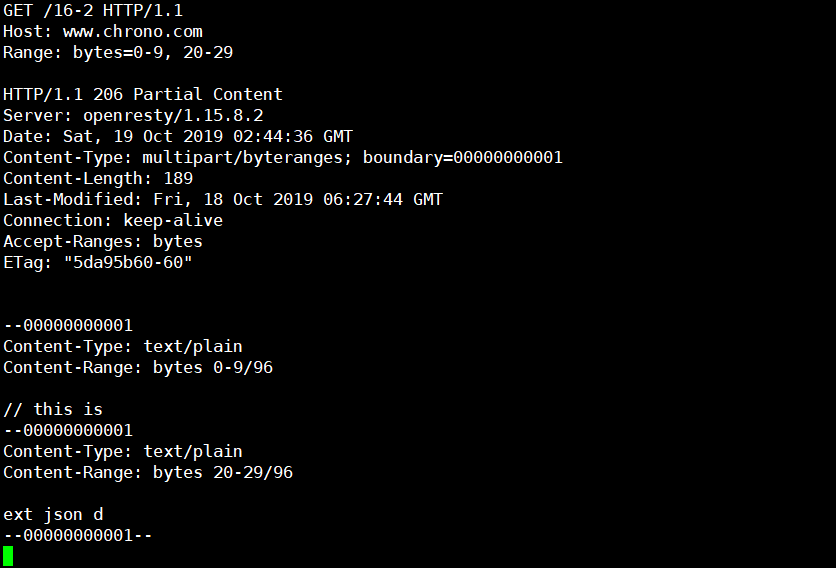 GET /16-2 HTTP/1.1
Host: www.chrono.com
Range: bytes=0-9, 20-29
HTTP/1.1 206 Partial Content
Server: openresty/1.15.8.2
Date: Sat, 19 Oct 2019 02:44:36 GMT
Content-Type: multipart/byteranges; boundary=00000000001
Content-Length: 189
Last-Modified: Fri, 18 Oct 2019 06:27:44 GMT
Connection: keep-alive
Accept-Ranges: bytes
ETag: "5da95b60-60"
--00000000001
Content-Type: text/plain
Content-Range: bytes 0-9/96
// this is
--00000000001
Content-Type: text/plain
Content-Range: bytes 20-29/96
ext json d
--00000000001--